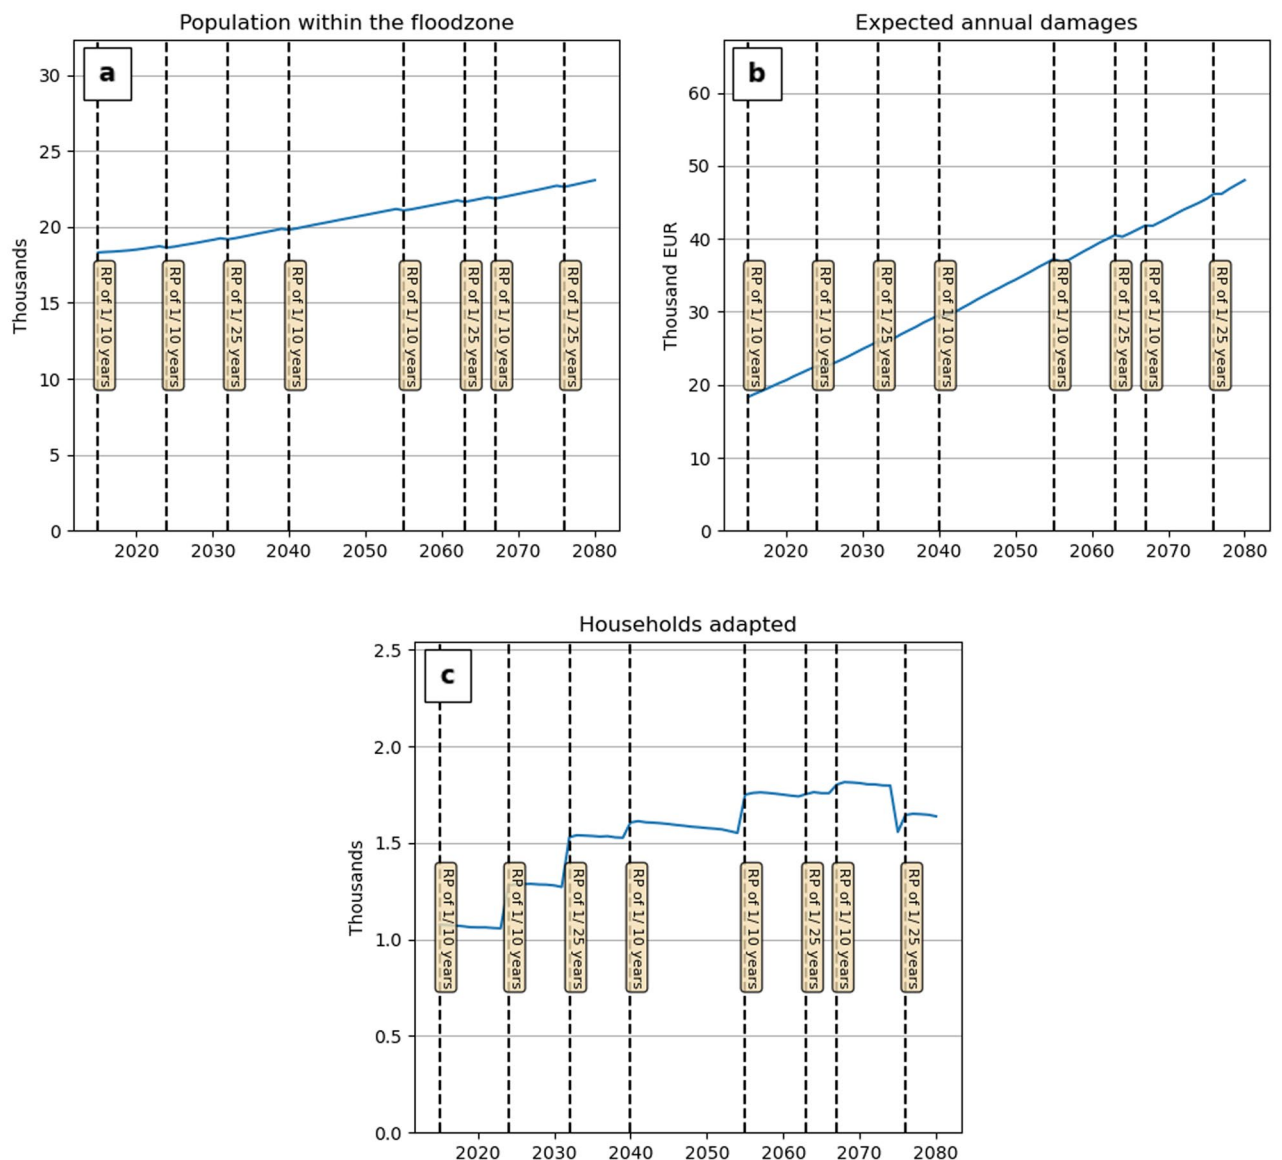 Population within the floodzone
a
Thousands
30
25
20
15
10
5
0
RP of 1/ 10 years
RP of 1/ 10 years
RP of 1/ 25 years
RP of 1/ 10 years
RP of 1/ 10 years
RP of 1/ 25 years
RP of 1/ 10 years
RP of 1/ 25 years
2020 2030 2040 2050 2060 2070 2080
Expected annual damages
b
Thousand EUR
60
50
40
30
20
10
0
RP of 1/ 10 years
RP of 1/ 10 years
RP of 1/ 25 years
RP of 1/ 10 years
RP of 1/ 10 years
RP of 1/ 25 years
RP of 1/ 10 years
RP of 1/ 25 years
2020 2030 2040 2050 2060 2070 2080
Households adapted
c
Thousands
2.5
2.0
1.5
1.0
0.5
0.0
RP of 1/ 10 years
RP of 1/ 10 years
RP of 1/ 25 years
RP of 1/ 10 years
RP of 1/ 10 years
RP of 1/ 25 years
RP of 1/ 10 years
RP of 1/ 25 years
2020 2030 2040 2050 2060 2070 2080